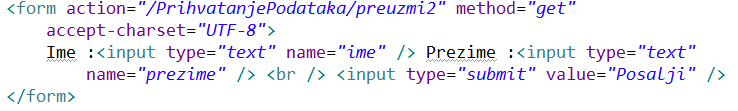 <form action="/PrihvatanjePodataka/preuzmi2" method="get"
accept-charset="UTF-8">
Ime :<input type="text" name="ime" /> Prezime :<input type="text"
name="prezime" /> <br /> <input type="submit" value="Posalji" />
</form>